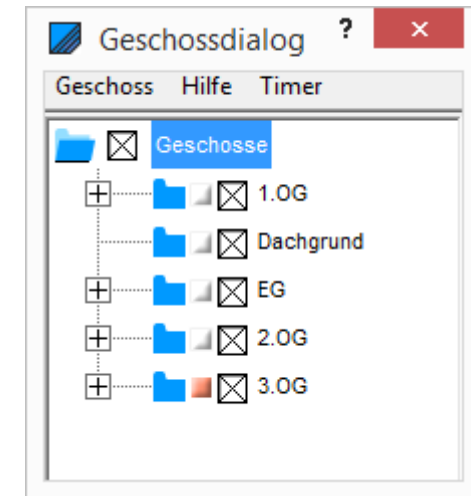 Geschossdialog ?
Geschoss Hilfe Timer
Geschosse
1.OG
Dachgrund
EG
2.OG
3.OG